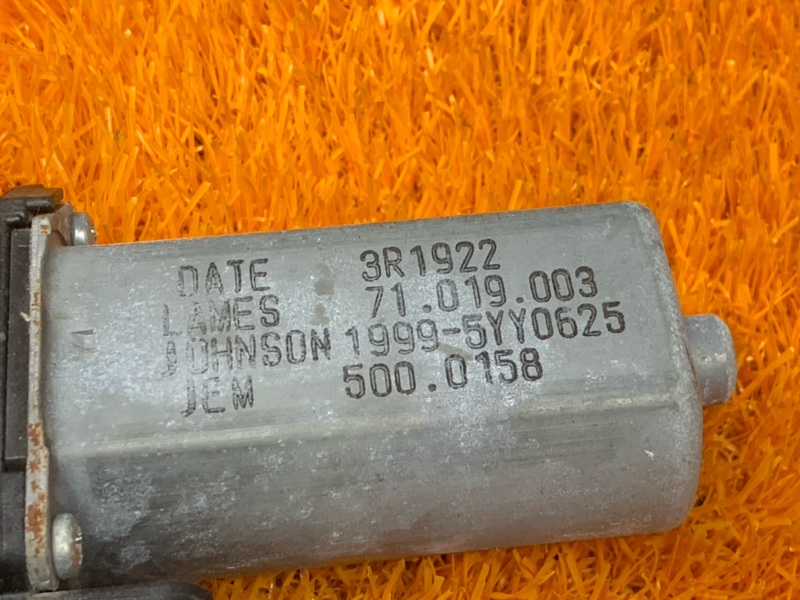 DATE 3R1922
LAMES 71.019.003
JOHNSON 1999-5YY0625
JEM 500.0158